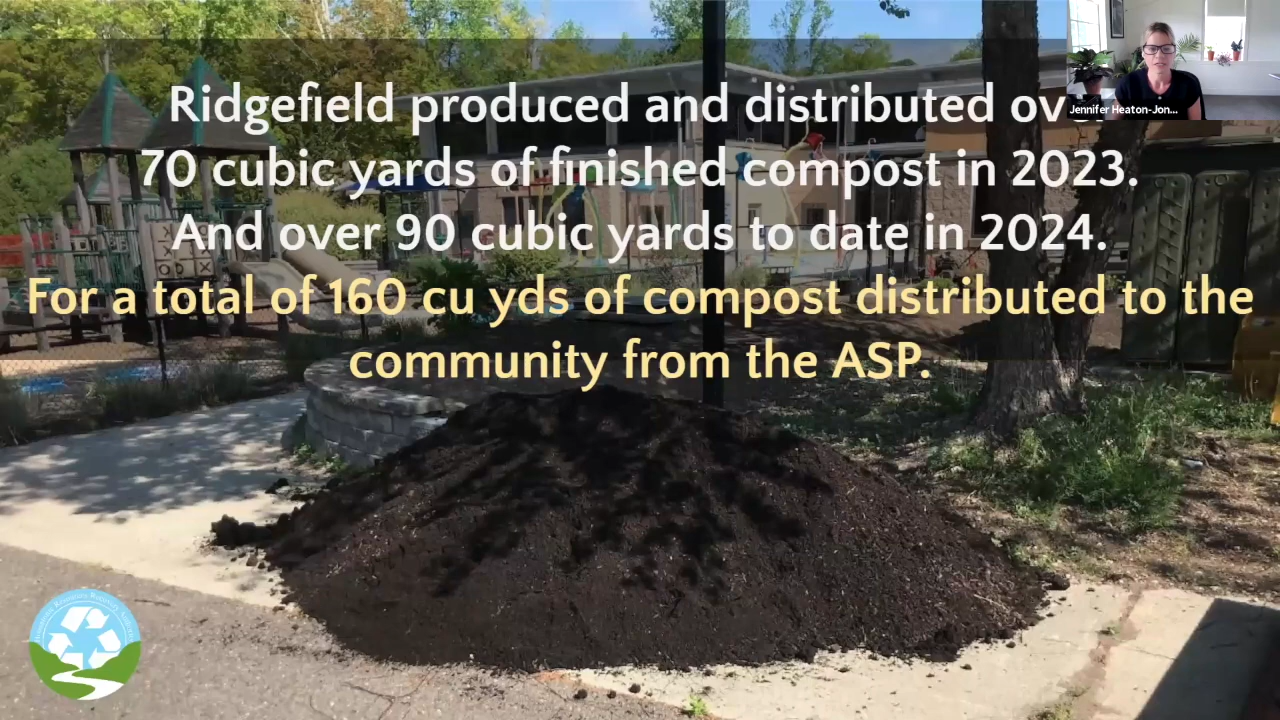 Ridgefield produced and distributed over
70 cubic yards of finished compost in 2023.
And over 90 cubic yards to date in 2024.
For a total of 160 cu yds of compost distributed to the
community from the ASP.
Jennifer Heaton-Jon...